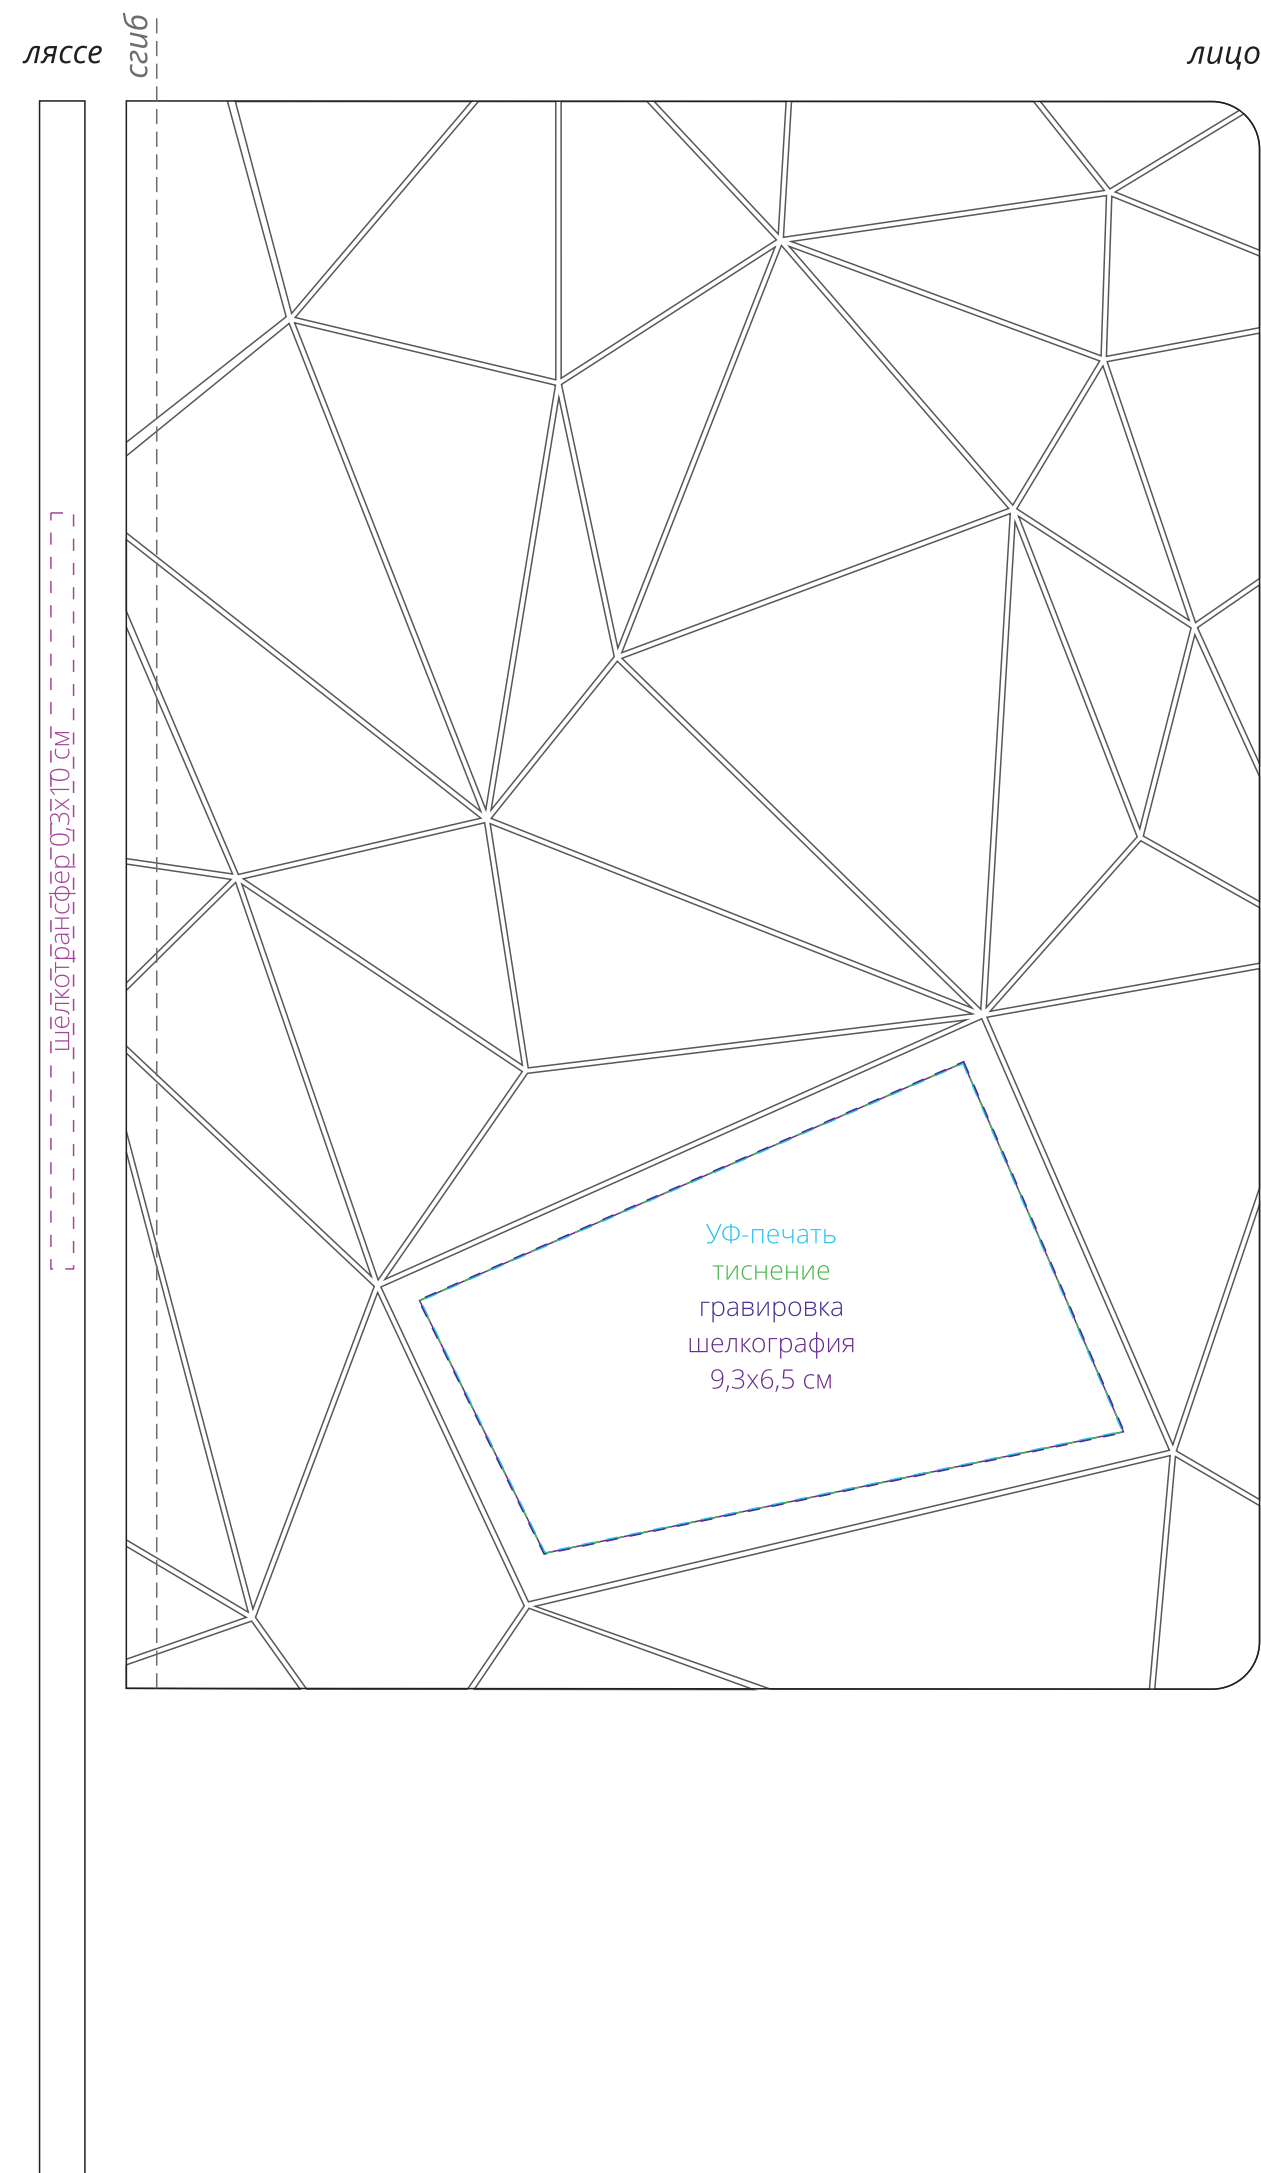 ляссе
сгиб
лицо
шелкотрансфер 0,3х10 см
УФ-печать
тиснение
гравировка
шелкография
9,3х6,5 см